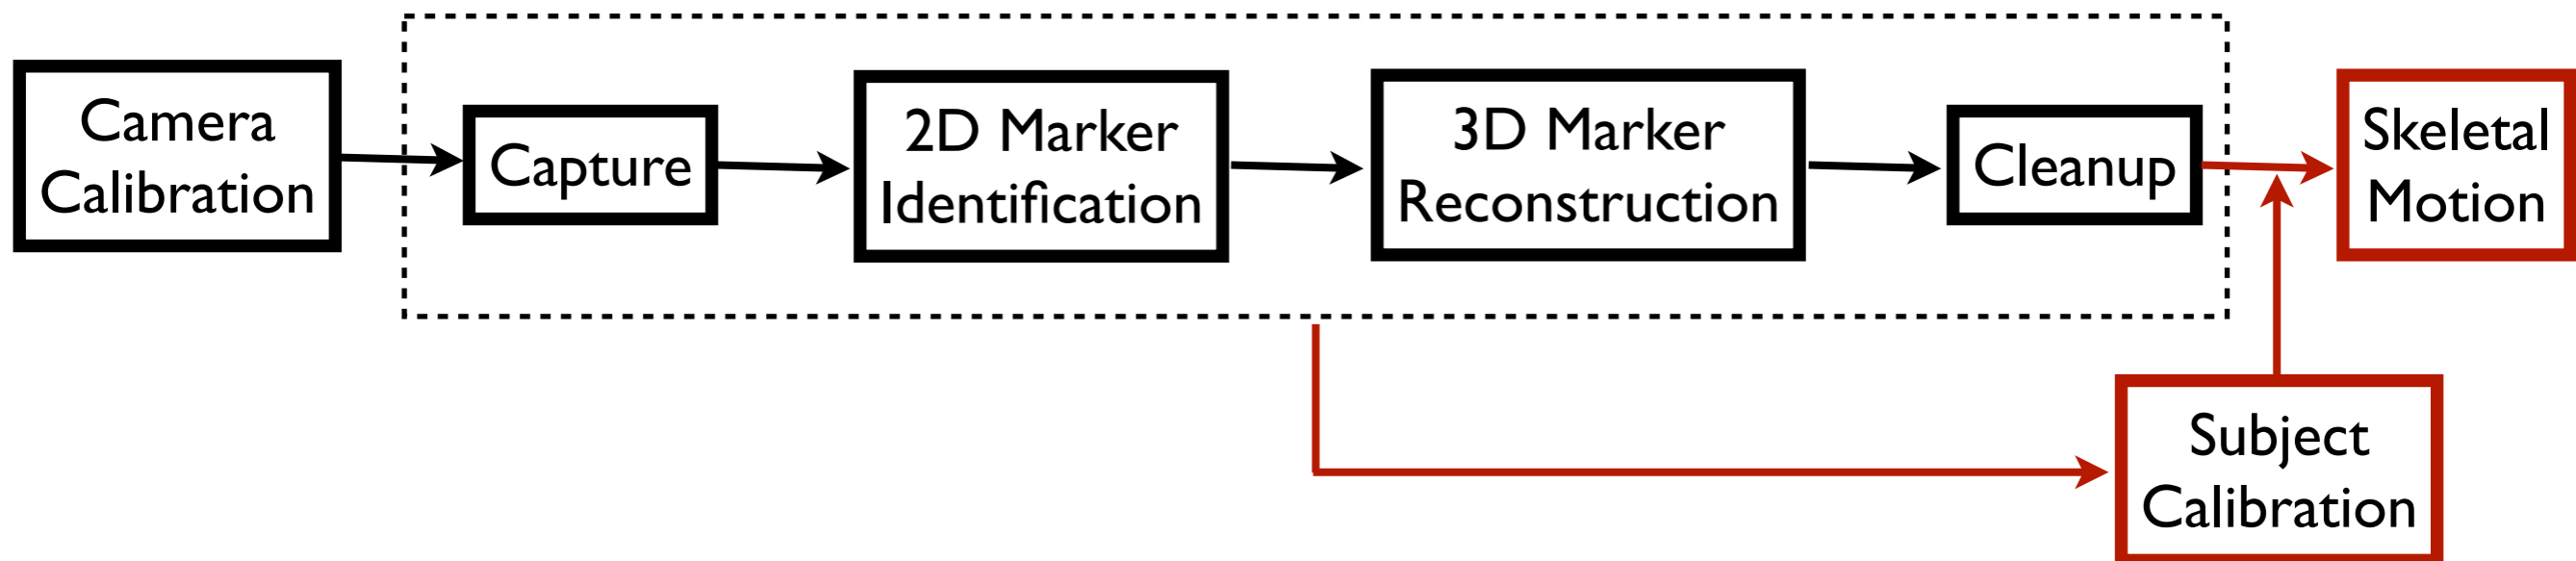 Camera
Calibration
Capture
2D Marker
Identification
3D Marker
Reconstruction
Cleanup
Skeletal
Motion
Subject
Calibration